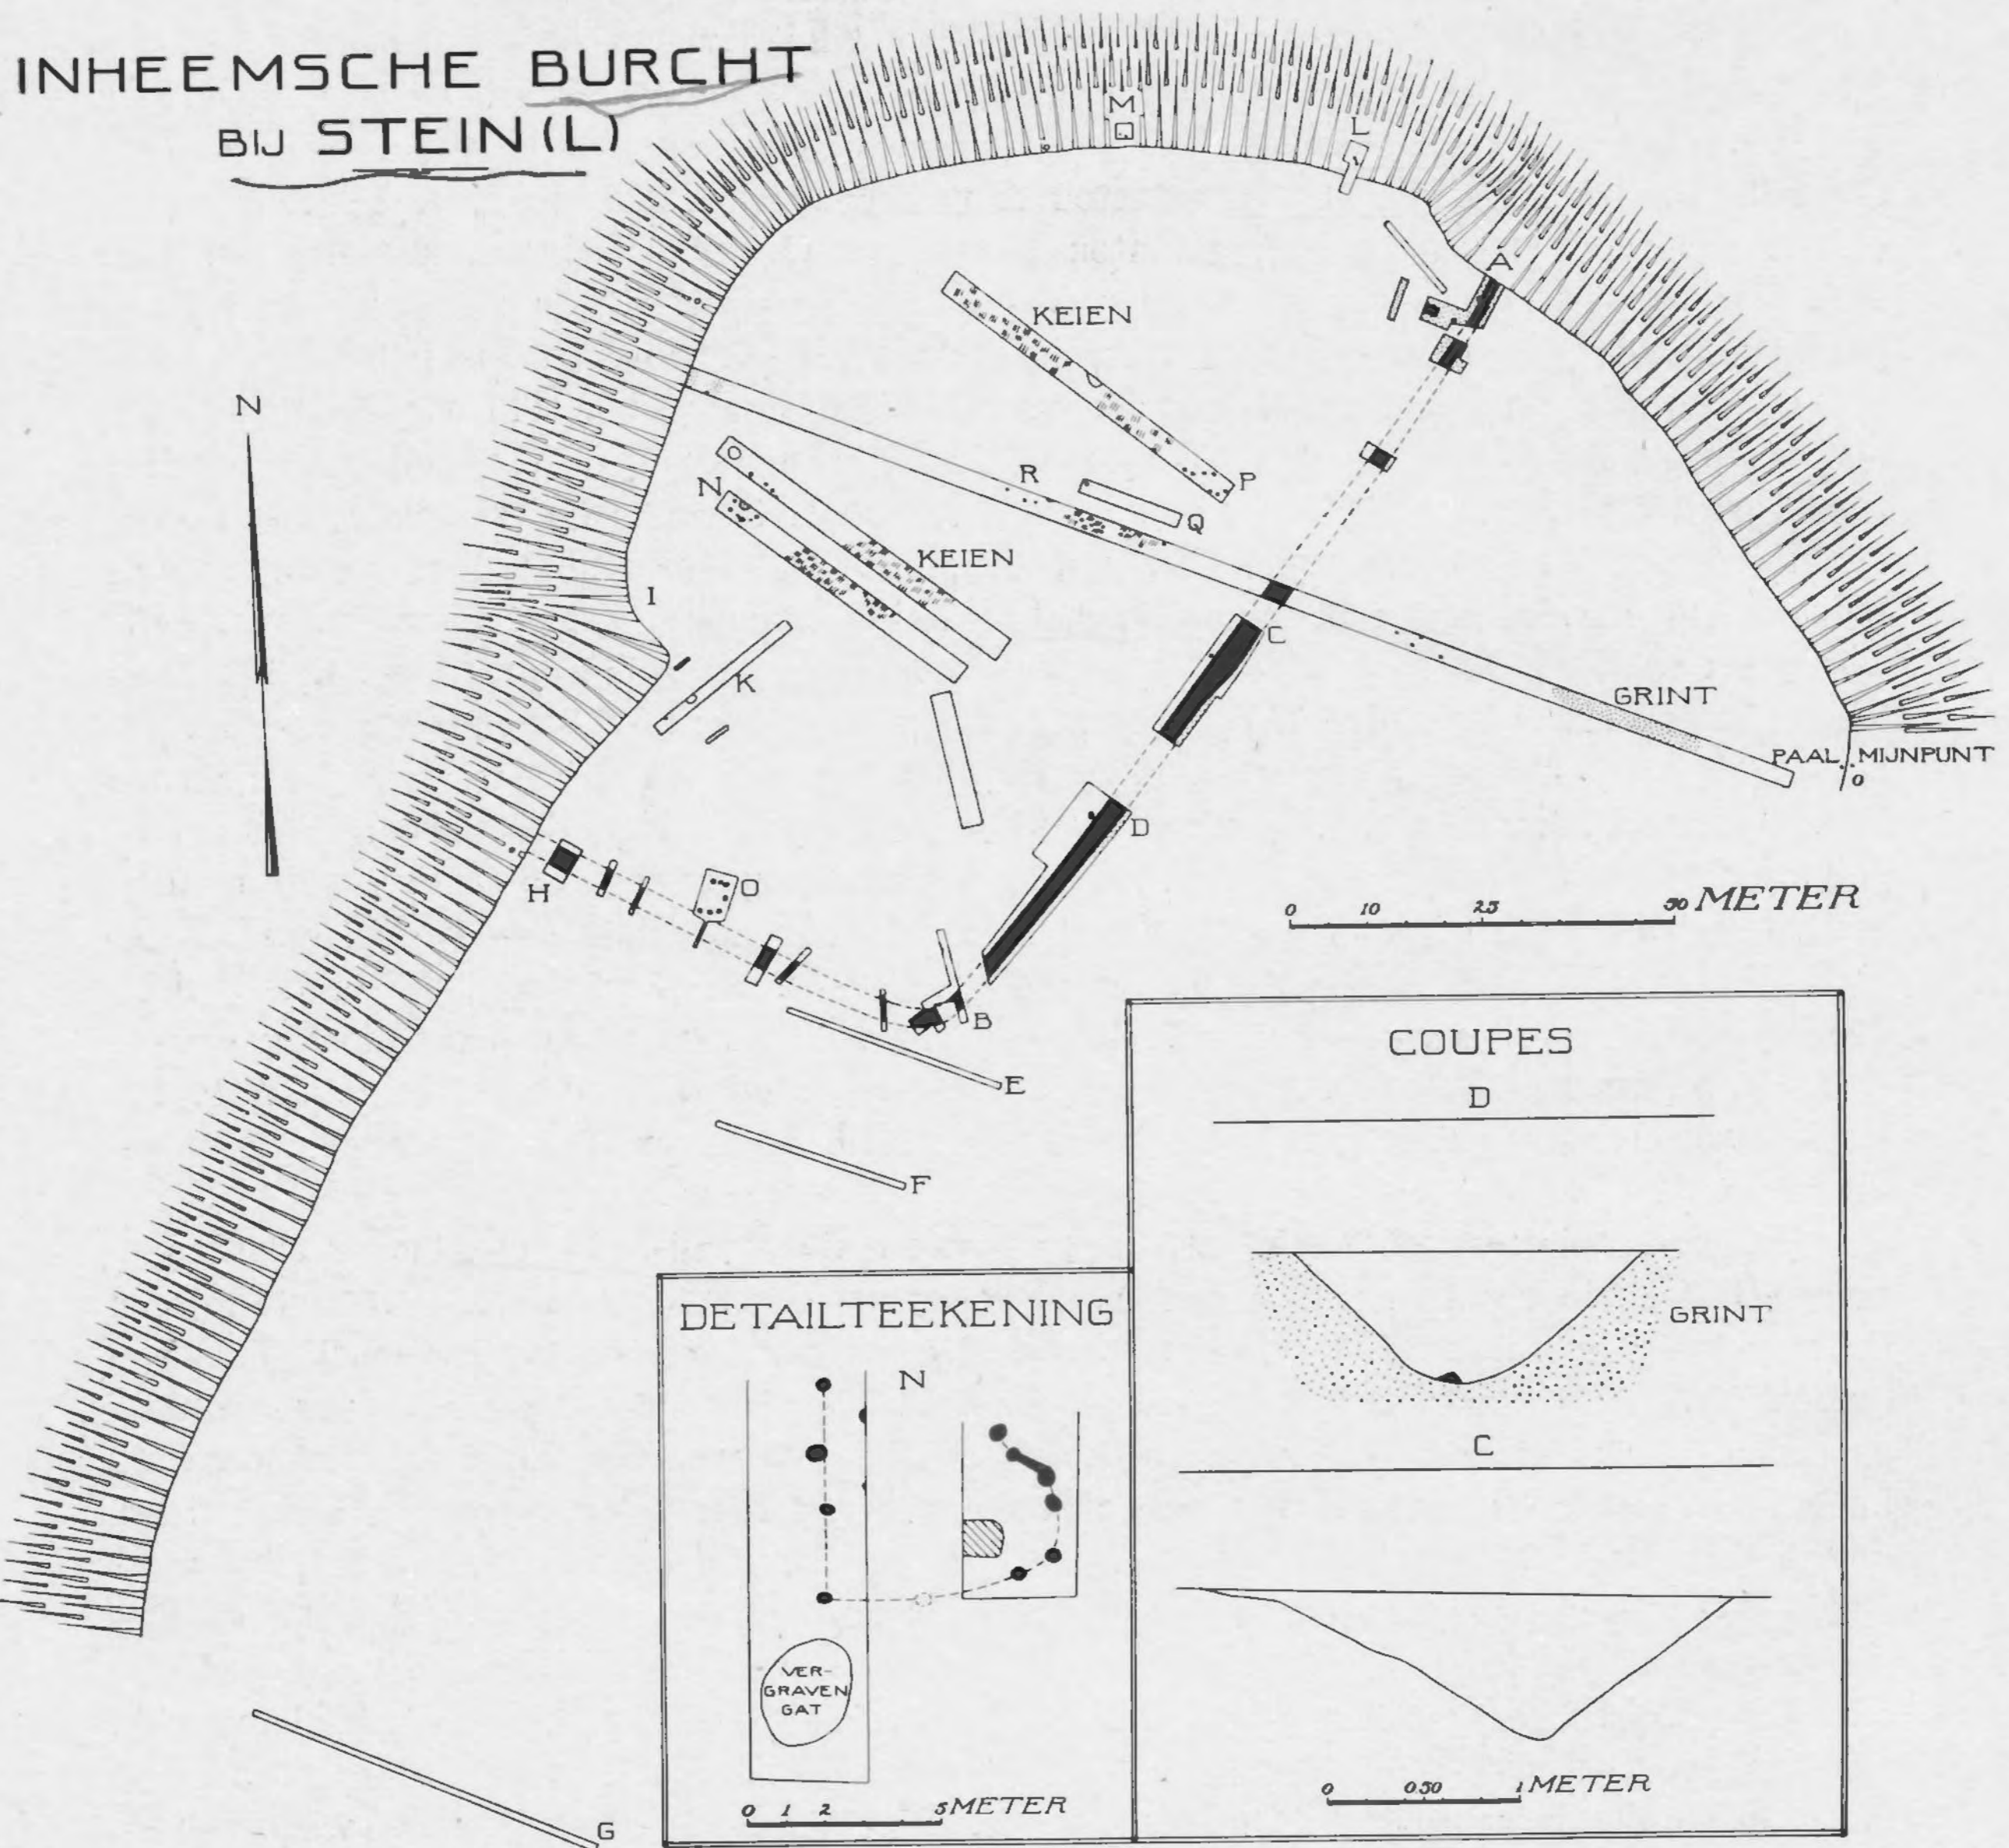 INHEEMSCHE BURCHT
BIJ STEIN (L)
M
L
A
N
KEIEN
P
R
Q
O
N
KEIEN
I
K
C
GRINT
PAAL MIJNPUNT
D
H
O
B
0 10 25 50 METER
E
F
G
COUPES
D
GRINT
C
0 0.50 1 METER
DETAILTEEKENING
N
VER-
GRAVEN
GAT
0 1 2 5 METER